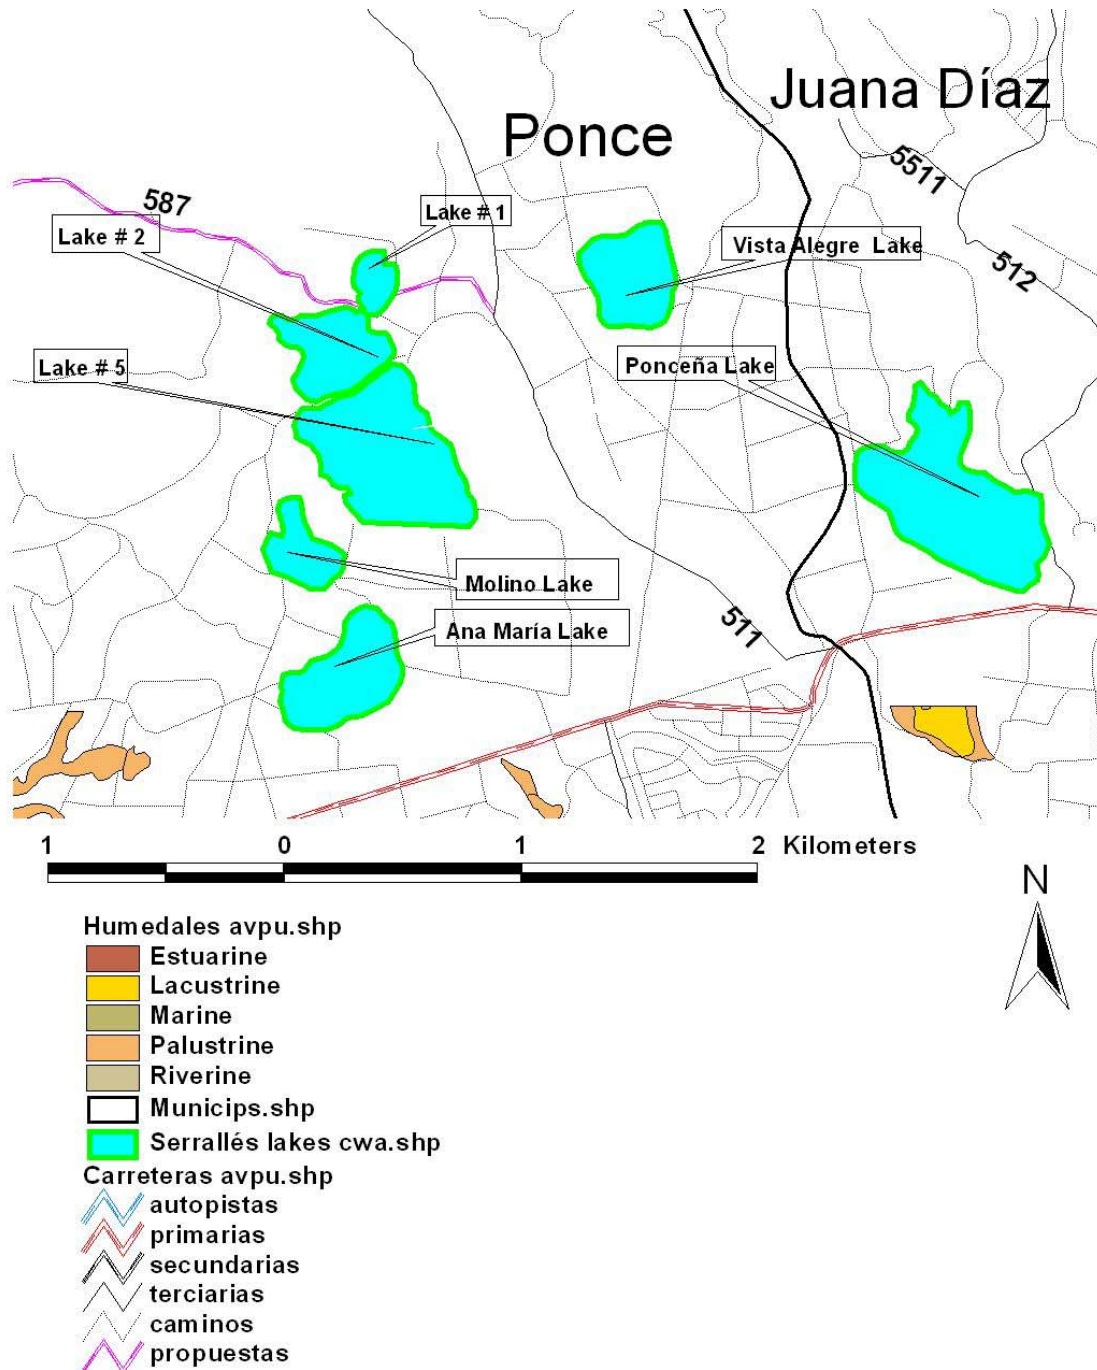 Juana Díaz
Ponce
5511
587
Lake # 1
Lake # 2
Vista Alegre Lake
512
Lake # 5
Ponceña Lake
Molino Lake
Ana María Lake
511
1 0 1 2 Kilometers
N
Humedales avpu.shp
Estuarine
Lacustrine
Marine
Palustrine
Riverine
Municips.shp
Serrallés lakes cwa.shp
Carreteras avpu.shp
autopistas
primarias
secundarias
terciarias
caminos
propuestas